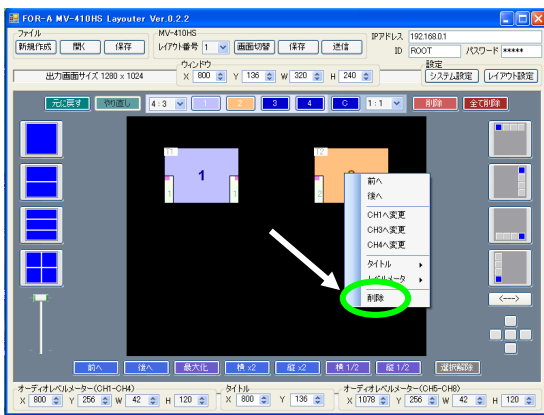 FOR-A MV-410HS Layouter Ver.0.2.2
ファイル
新規作成 開く 保存
MV-410HS
レイアウト番号 1 画面切替 保存 送信
IPアドレス 192.168.0.1
ID ROOT パスワード *****
出力画面サイズ 1280 x 1024
ウィンドウ
X 800 Y 136 W 320 H 240
設定
システム設定 レイアウト設定
元に戻す やり直し 4:3 1 2 3 4 C 1:1 削除 全て削除
T1
1
1 1
T2
2
前へ
後へ
CH1へ変更
CH3へ変更
CH4へ変更
タイトル
レベルメータ
削除
<--->
前へ 後へ 最大化 横 x2 縦 x2 横 1/2 縦 1/2 選択解除
オーディオレベルメーター(CH1-CH4)
X 800 Y 256 W 42 H 120
タイトル
X 800 Y 136
オーディオレベルメーター(CH5-CH8)
X 1078 Y 256 W 42 H 120